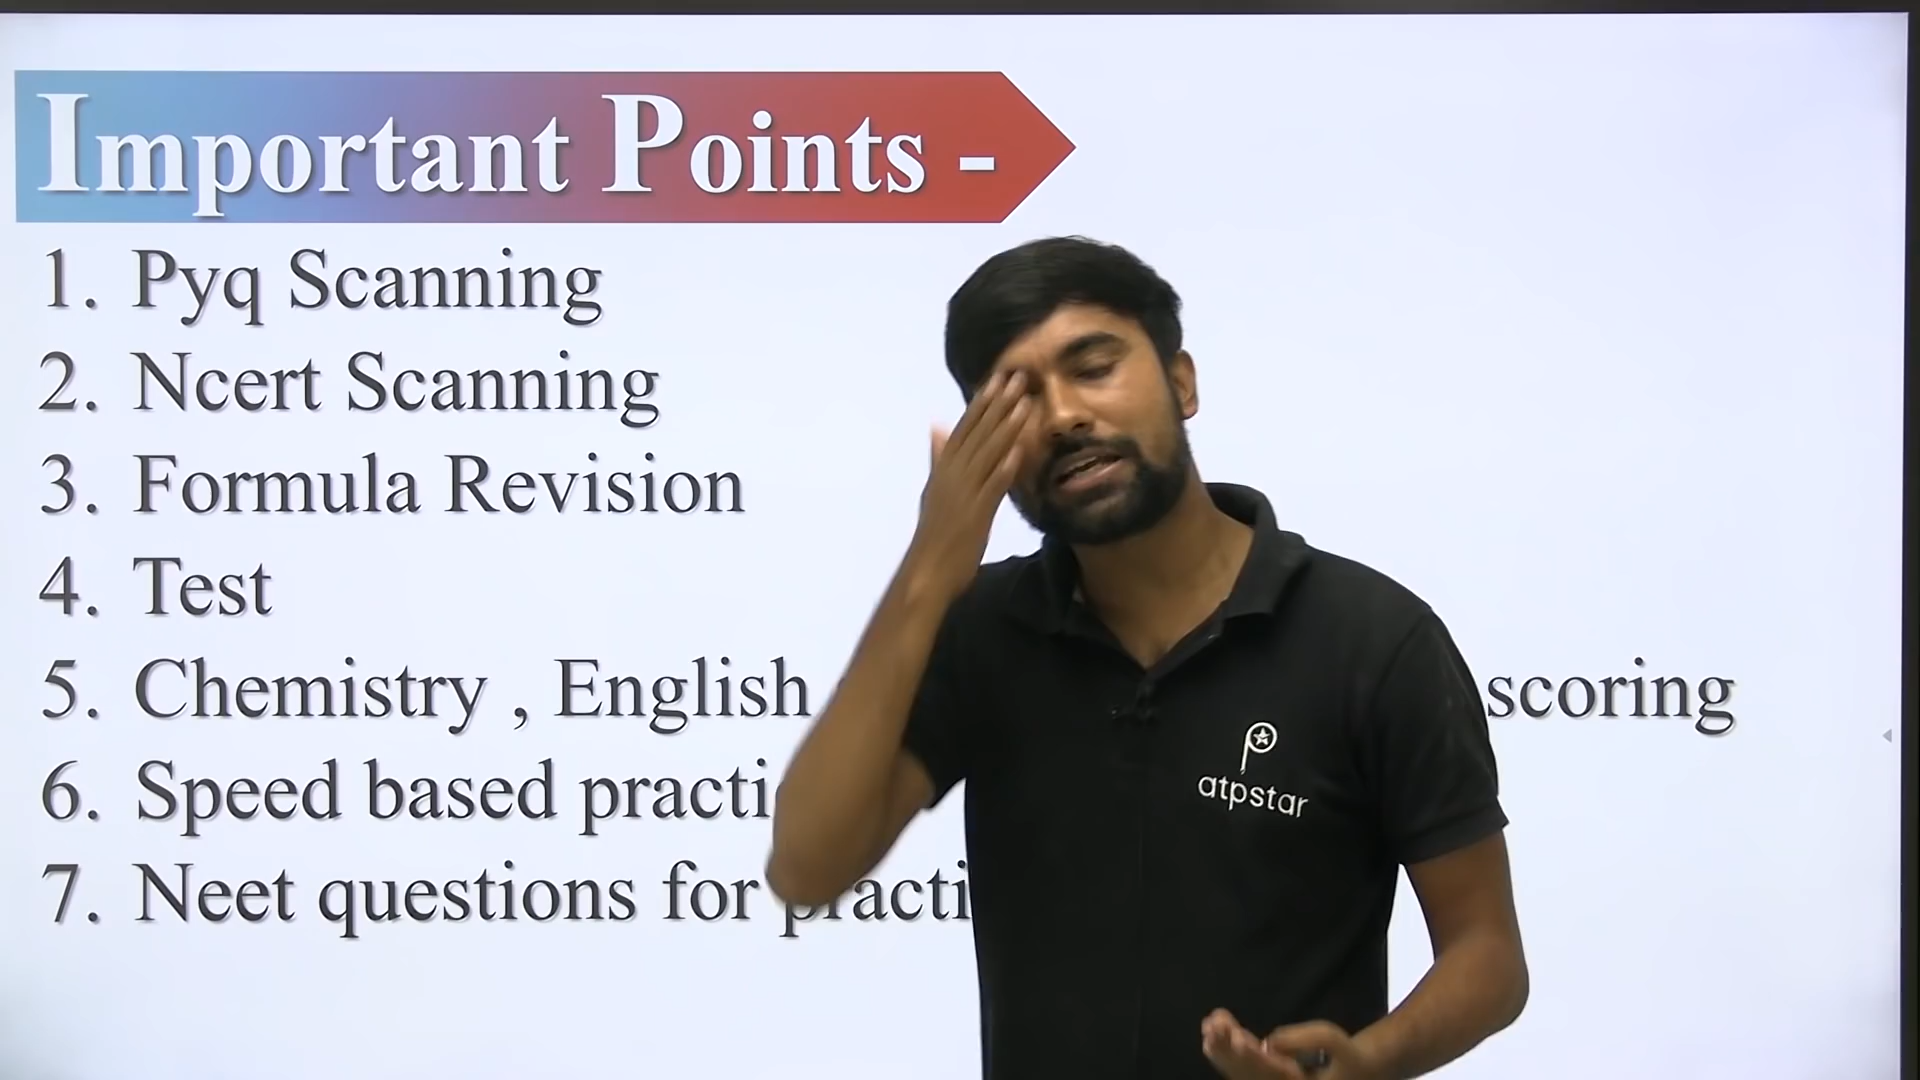 Important Points -
1. Pyq Scanning
2. Ncert Scanning
3. Formula Revision
4. Test
5. Chemistry , English scoring
6. Speed based
7. Neet questions for
atpstar